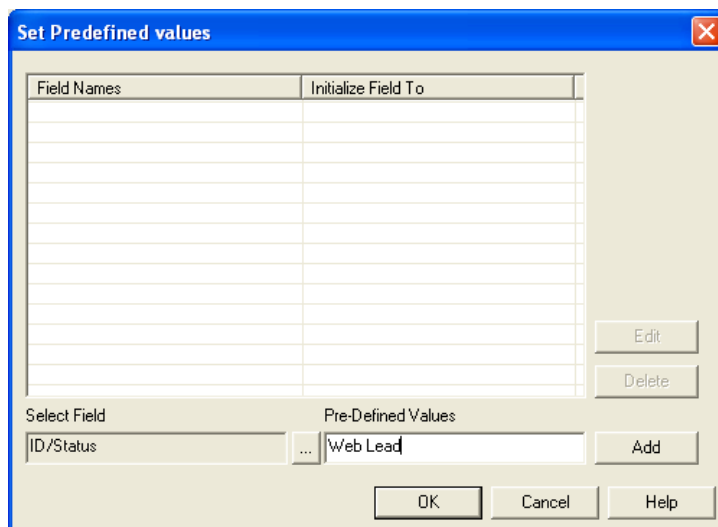 Set Predefined values
Field Names Initialize Field To
Edit
Delete
Select Field Pre-Defined Values
ID/Status ... Web Lead Add
OK Cancel Help